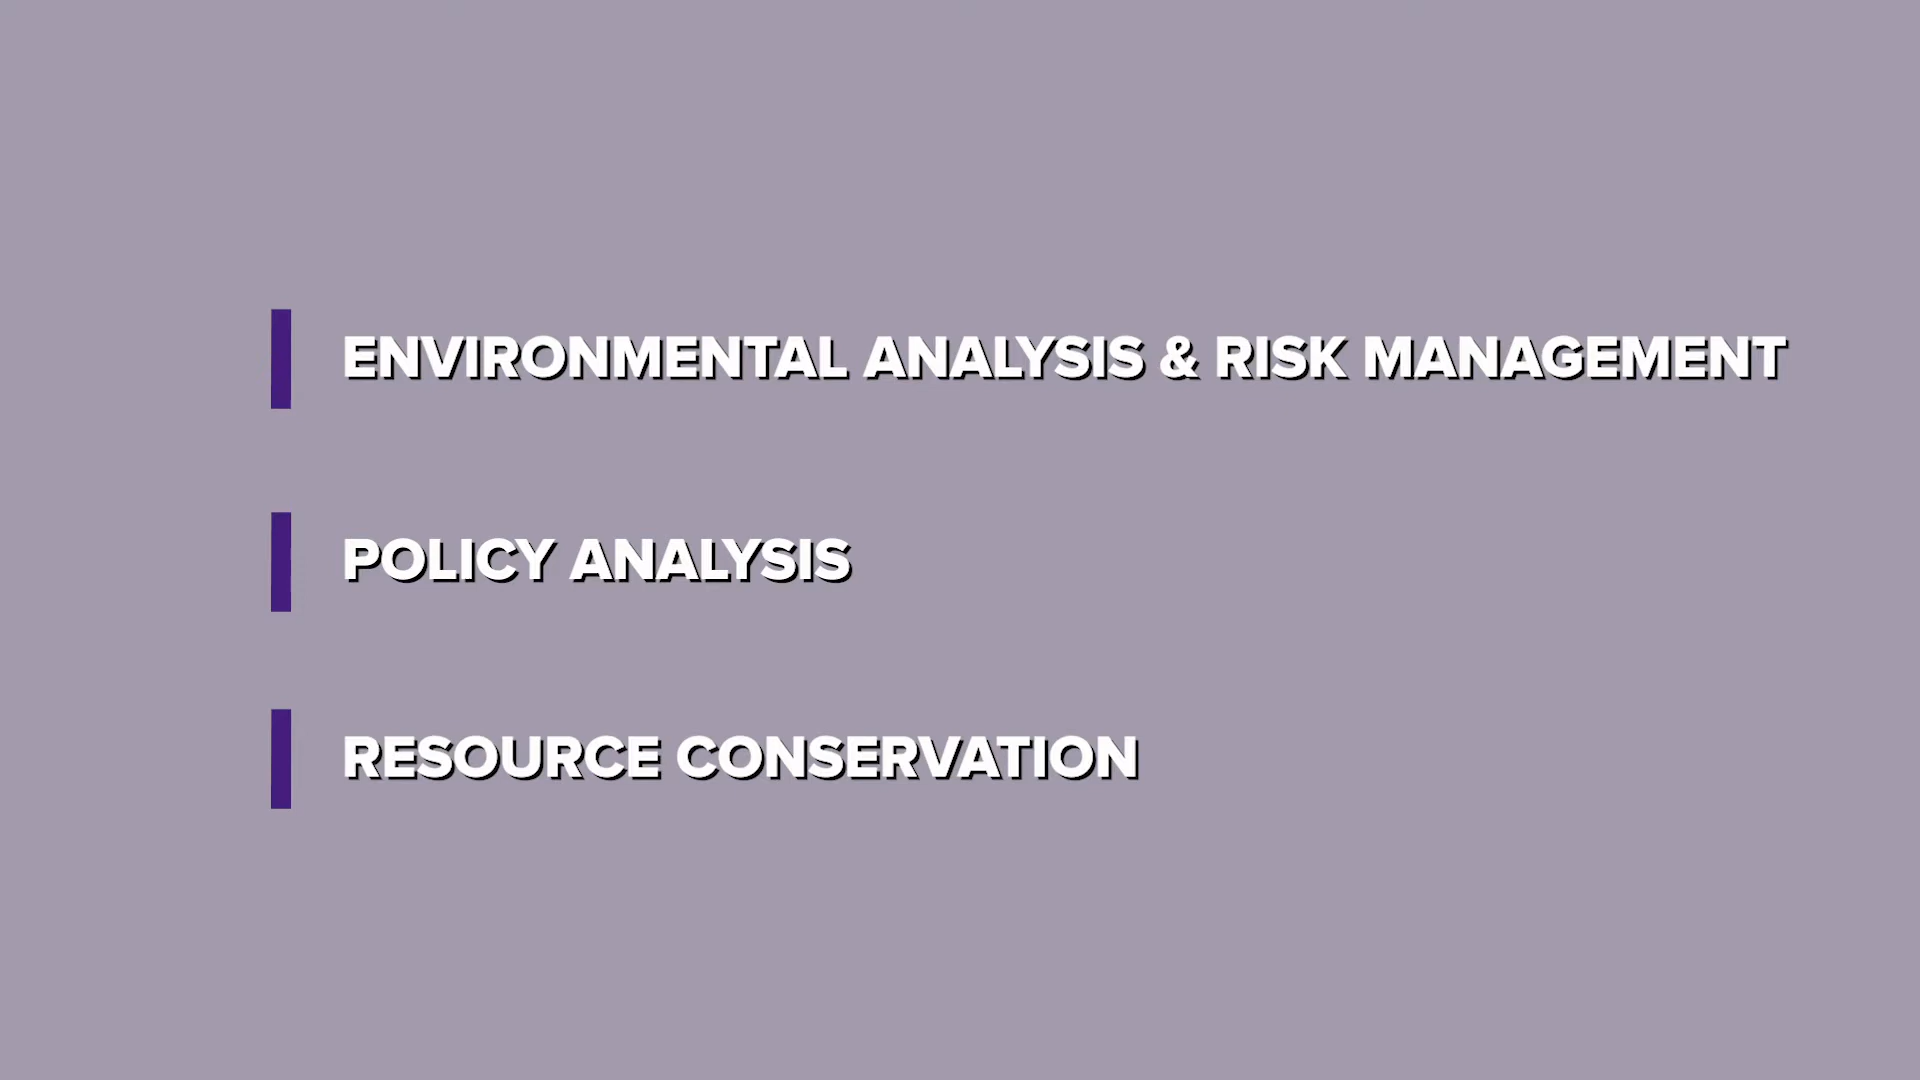 ENVIRONMENTAL ANALYSIS & RISK MANAGEMENT
POLICY ANALYSIS
RESOURCE CONSERVATION